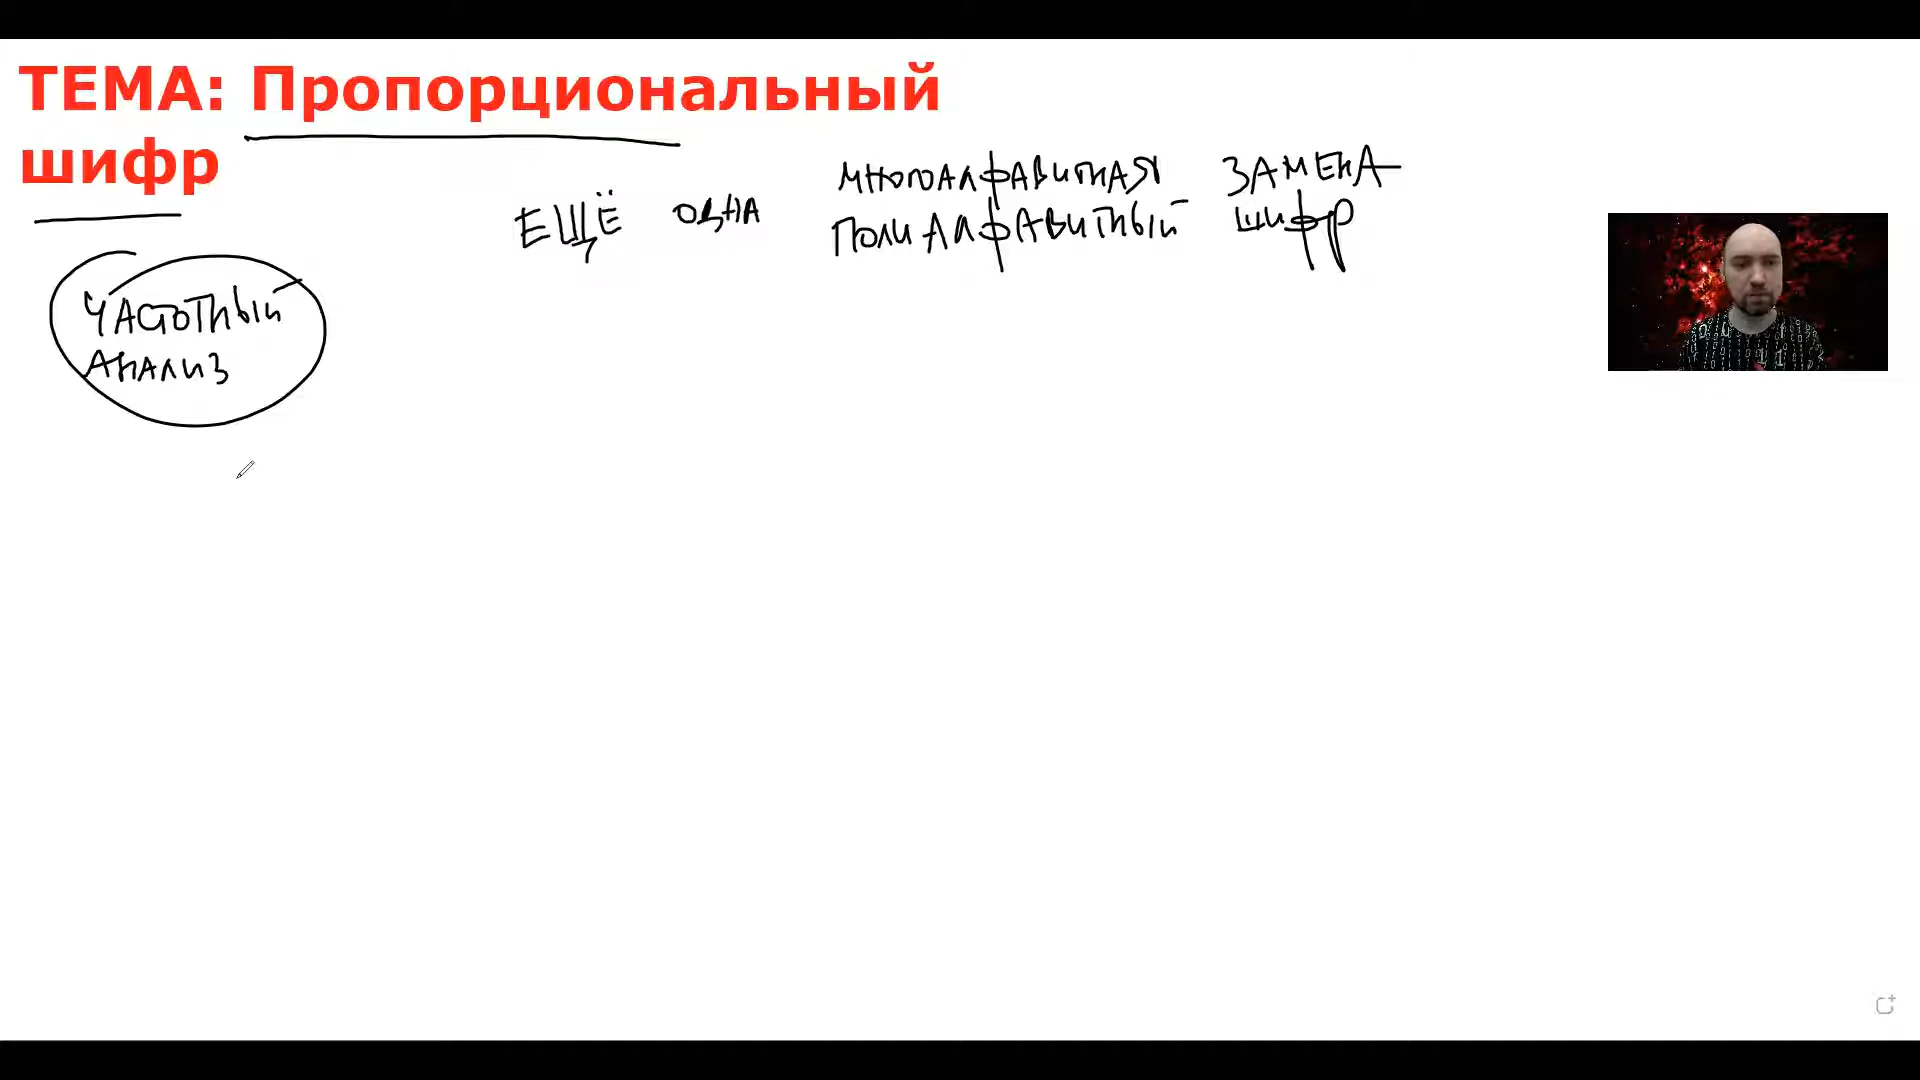 ТЕМА: Пропорциональный
шифр
МНОГОАЛФАВИТНАЯ ЗАМЕНА
ЕЩЁ ОДНА ПОЛИАЛФАВИТНЫЙ ШИФР
ЧАСТОТНЫЙ
АНАЛИЗ